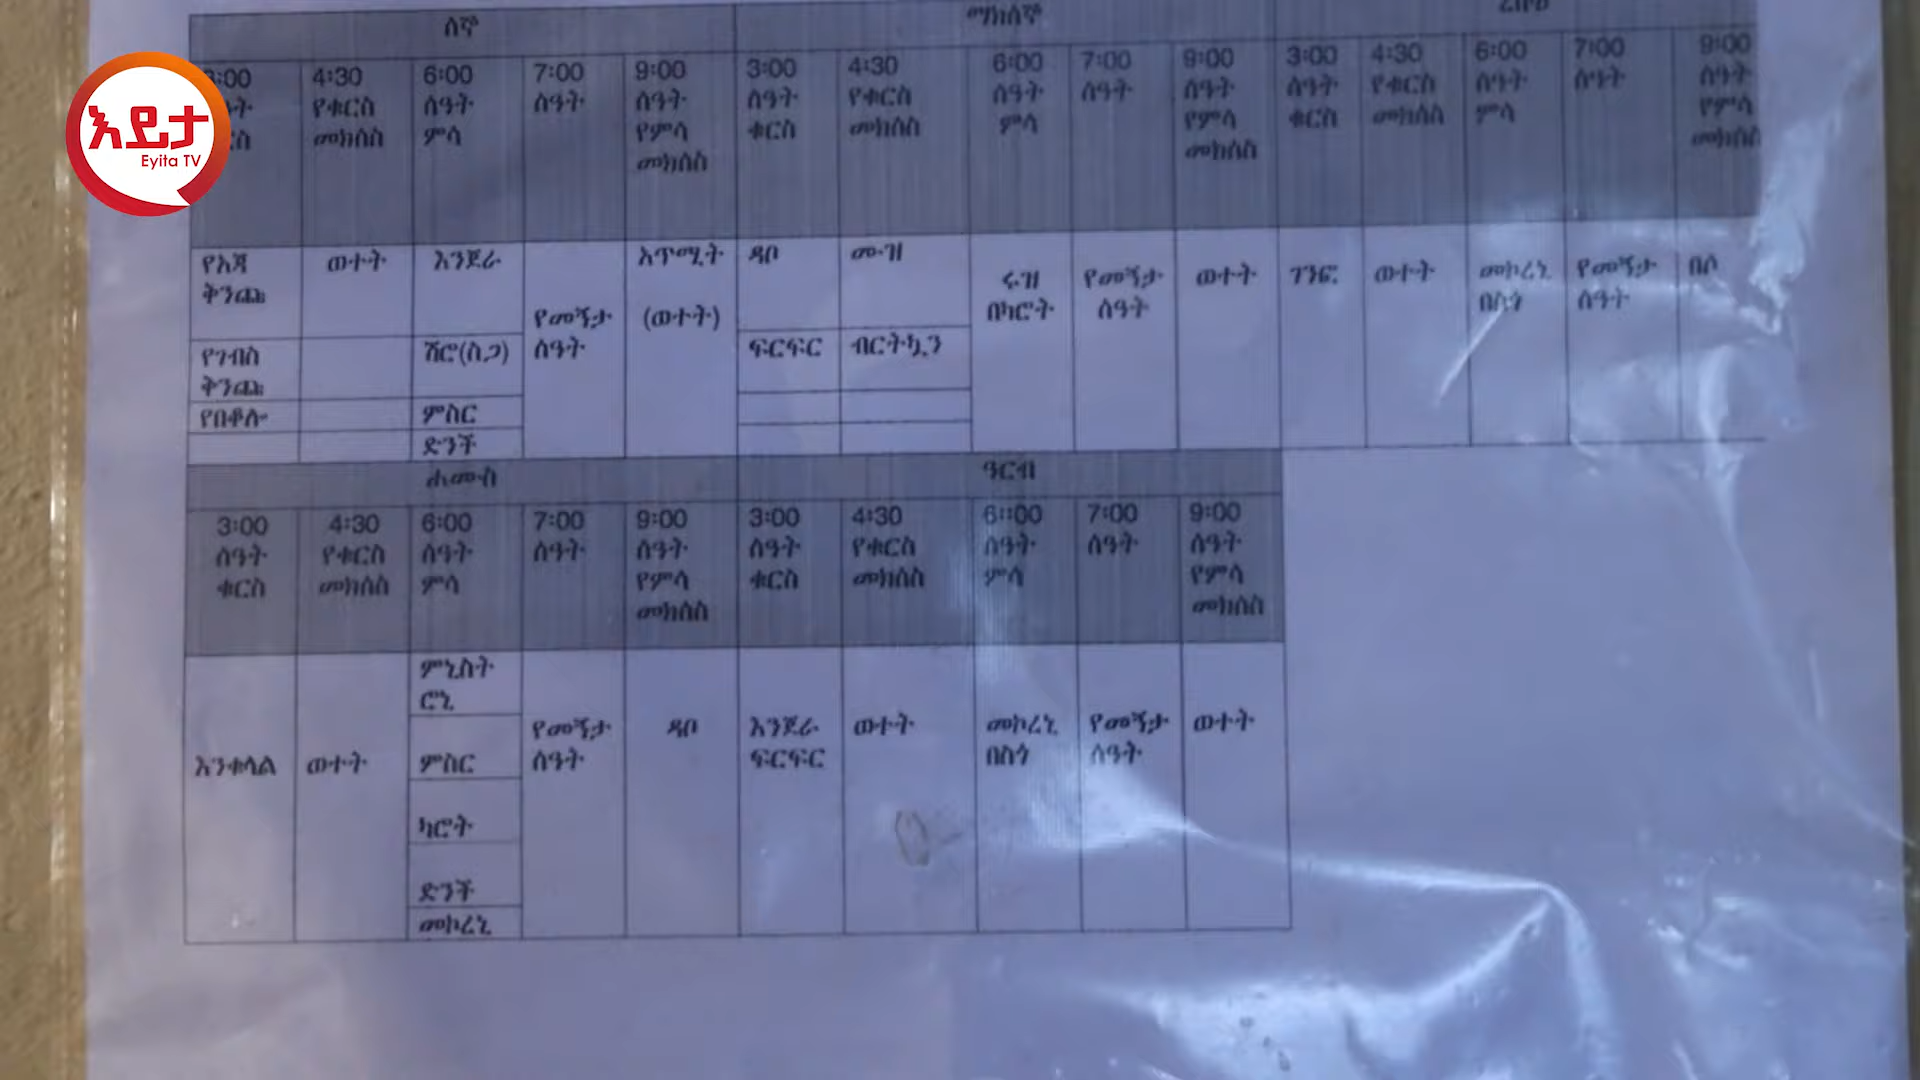 እይታ
Eyita TV
ሰኞ ማክሰኞ
3:00 4:30 6:00 7:00 9:00 3:00 4:30 6:00 7:00 9:00 3:00 4:30 6:00 7:00 9:00
የቁርስ ሰዓት ሰዓት ሰዓት ሰዓት የቁርስ ሰዓት ሰዓት ሰዓት ሰዓት የቁርስ ሰዓት ሰዓት ሰዓት
መክሰስ ምሳ የምሳ ቁርስ መክሰስ ምሳ የምሳ ቁርስ መክሰስ ምሳ የምሳ
መክሰስ መክሰስ መክሰስ
የአጃ ወተት እንጀራ አጥሚት ዳቦ ሙዝ
ቅንጬ
የመኝታ (ወተት) ሩዝ የመኝታ ወተት ገንፎ ወተት መኮረኒ የመኝታ በሶ
ሰዓት በካሮት ሰዓት በስጎ ሰዓት
የገብስ ሽሮ(ስጋ) ፍርፍር ብርትኳን
ቅንጬ
የበቆሎ ምስር
ድንች
ሐሙስ ዓርብ
3:00 4:30 6:00 7:00 9:00 3:00 4:30 6::00 7:00 9:00
ሰዓት የቁርስ ሰዓት ሰዓት ሰዓት ሰዓት የቁርስ ሰዓት ሰዓት ሰዓት
ቁርስ መክሰስ ምሳ የምሳ ቁርስ መክሰስ ምሳ የምሳ
መክሰስ መክሰስ
ምኒስት
ሮኒ
እንቁላል ወተት ምስር የመኝታ ዳቦ እንጀራ ወተት መኮረኒ የመኝታ ወተት
ሰዓት ፍርፍር በስጎ ሰዓት
ካሮት
ድንች
መኮረኒ